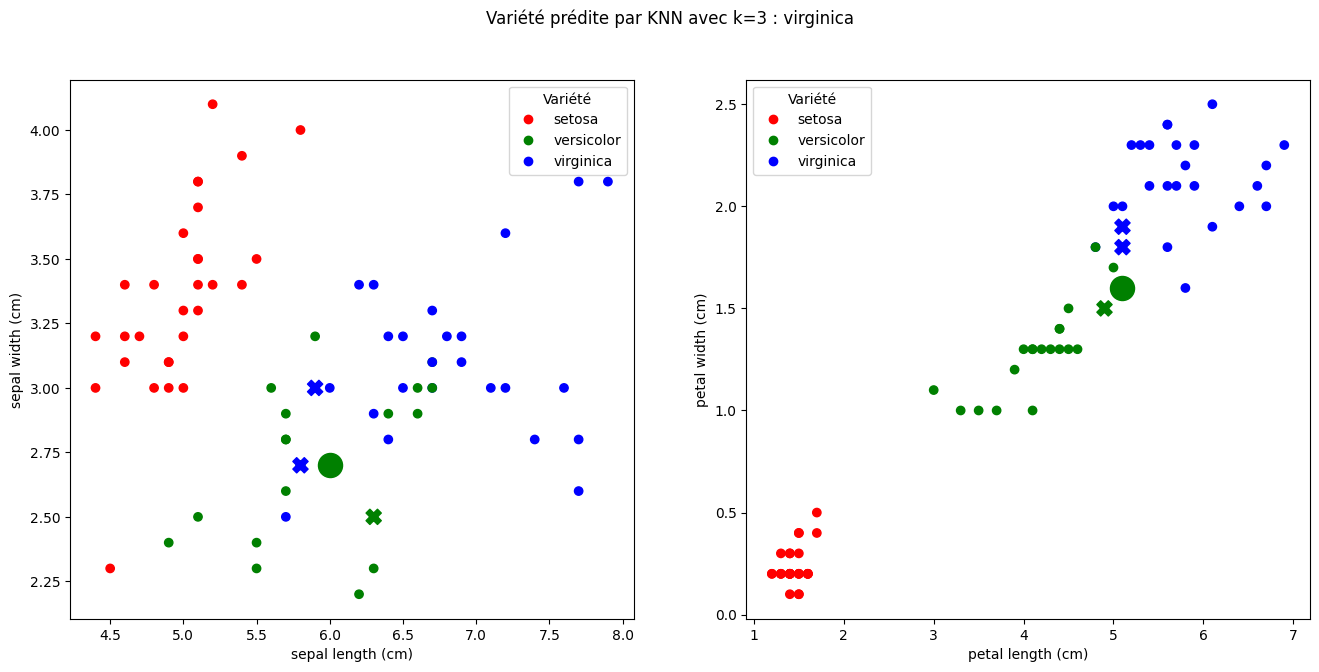 Variété prédite par KNN avec k=3 : virginica
Variété
setosa
versicolor
virginica
4.00
3.75
3.50
3.25
3.00
2.75
2.50
2.25
sepal width (cm)
4.5 5.0 5.5 6.0 6.5 7.0 7.5 8.0
sepal length (cm)
Variété
setosa
versicolor
virginica
2.5
2.0
1.5
1.0
0.5
0.0
petal width (cm)
1 2 3 4 5 6 7
petal length (cm)